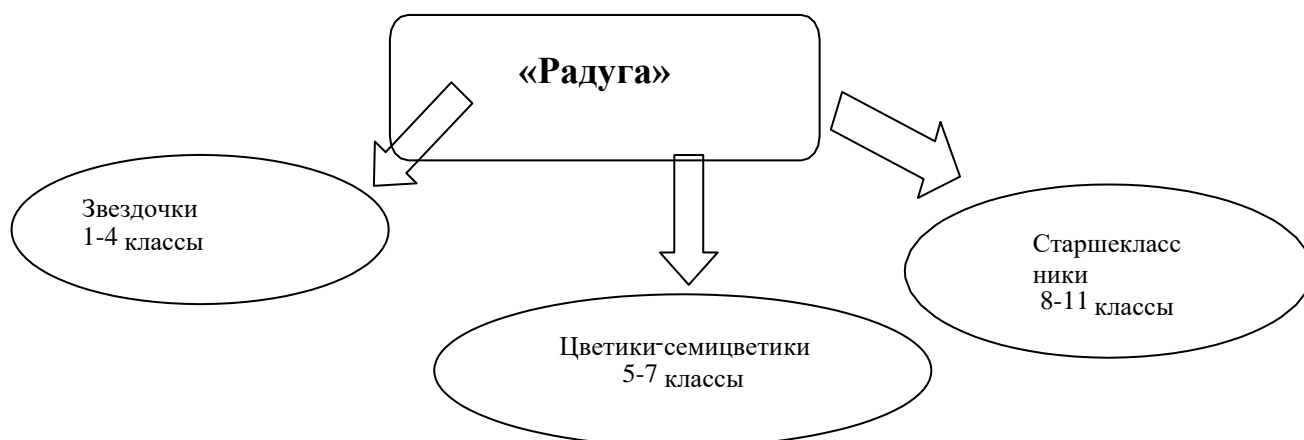 «Радуга»
Звездочки
1-4 классы
Цветики-семицветики
5-7 классы
Старшекласс
ники
8-11 классы